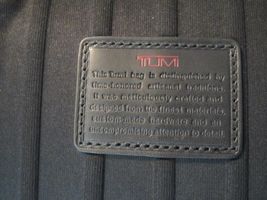 TUMI
This Tumi bag is distinguished by
time-honored artisanal traditions.
It was meticulously crafted and
designed from the finest materials,
custom-made hardware and an
uncompromising attention to detail.